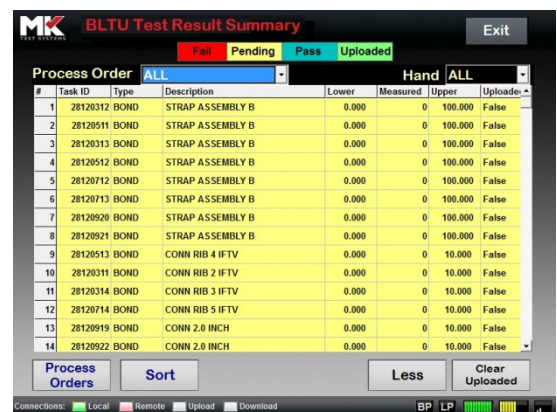 MK BLTU Test Result Summary Exit
TEST SYSTEMS
Fail Pending Pass Uploaded
Process Order ALL Hand ALL
# Task ID Type Description Lower Measured Upper Uploade
1 28120312 BOND STRAP ASSEMBLY B 0.000 0 100.000 False
2 28120511 BOND STRAP ASSEMBLY B 0.000 0 100.000 False
3 28120313 BOND STRAP ASSEMBLY B 0.000 0 100.000 False
4 28120512 BOND STRAP ASSEMBLY B 0.000 0 100.000 False
5 28120712 BOND STRAP ASSEMBLY B 0.000 0 100.000 False
6 28120713 BOND STRAP ASSEMBLY B 0.000 0 100.000 False
7 28120920 BOND STRAP ASSEMBLY B 0.000 0 100.000 False
8 28120921 BOND STRAP ASSEMBLY B 0.000 0 100.000 False
9 28120513 BOND CONN RIB 4 IFTV 0.000 0 10.000 False
10 28120311 BOND CONN RIB 2 IFTV 0.000 0 10.000 False
11 28120314 BOND CONN RIB 3 IFTV 0.000 0 10.000 False
12 28120714 BOND CONN RIB 5 IFTV 0.000 0 10.000 False
13 28120919 BOND CONN 2.0 INCH 0.000 0 10.000 False
14 28120922 BOND CONN 2.0 INCH 0.000 0 10.000 False
Process Orders Sort Less Clear Uploaded
Connections: Local Remote Upload Download BP LP